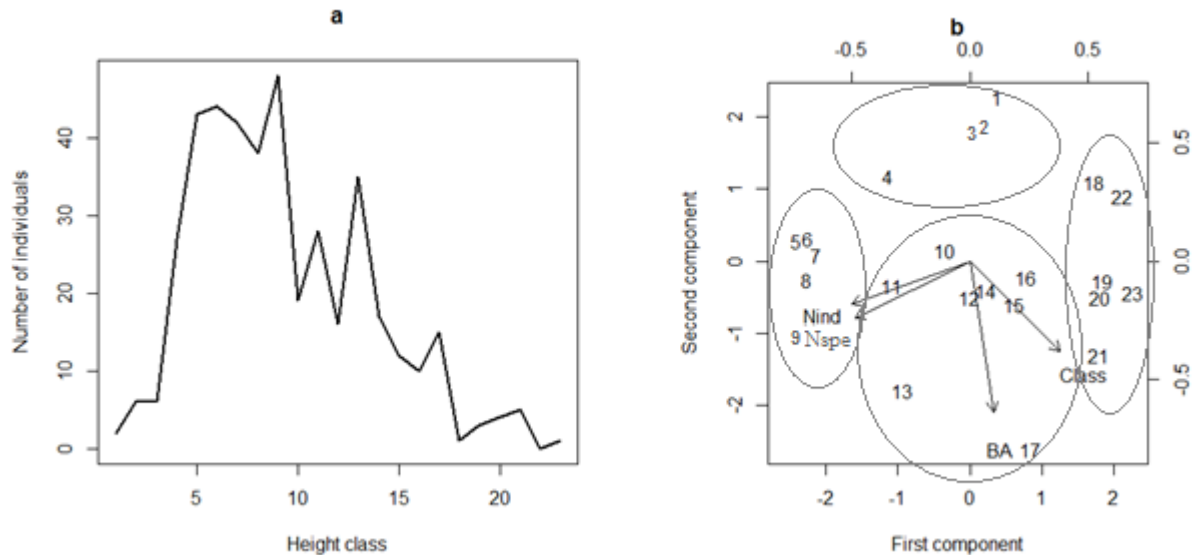 a
Number of individuals
40
30
20
10
0
5 10 15 20
Height class
b
-0.5 0.0 0.5
Second component
2
1
0
-1
-2
0.5
0.0
-0.5
1
3 2
4
18
22
5 6
7
8
10
11
12 14
16
15
19
20 23
Nind
9 Nspe
21
Class
13
BA 17
-2 -1 0 1 2
First component